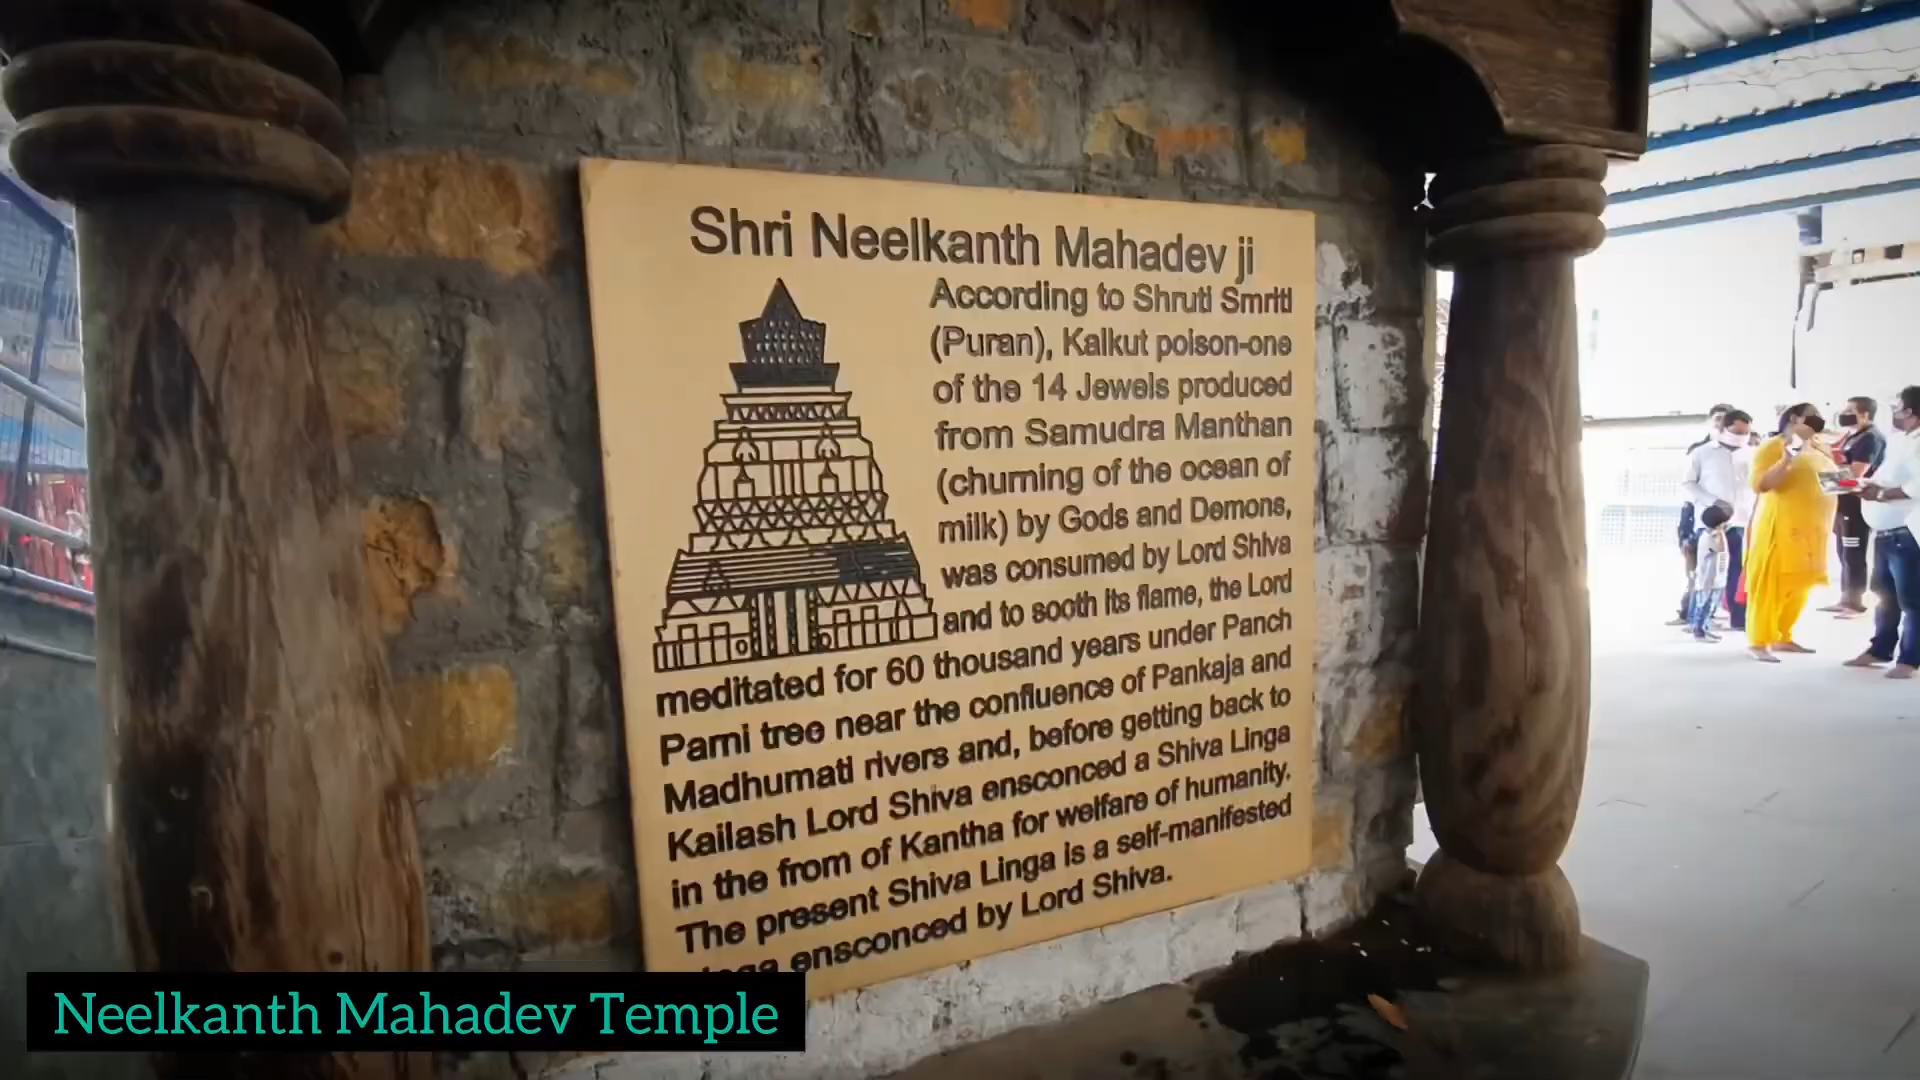 Shri Neelkanth Mahadev ji
According to Shruti Smriti
(Puran), Kalkut poison-one
of the 14 Jewels produced
from Samudra Manthan
(churning of the ocean of
milk) by Gods and Demons,
was consumed by Lord Shiva
and to sooth its flame, the Lord
meditated for 60 thousand years under Panch
Parni tree near the confluence of Pankaja and
Madhumati rivers and, before getting back to
Kailash Lord Shiva ensconced a Shiva Linga
in the from of Kantha for welfare of humanity.
The present Shiva Linga is a self-manifested
ensconced by Lord Shiva.
Neelkanth Mahadev Temple